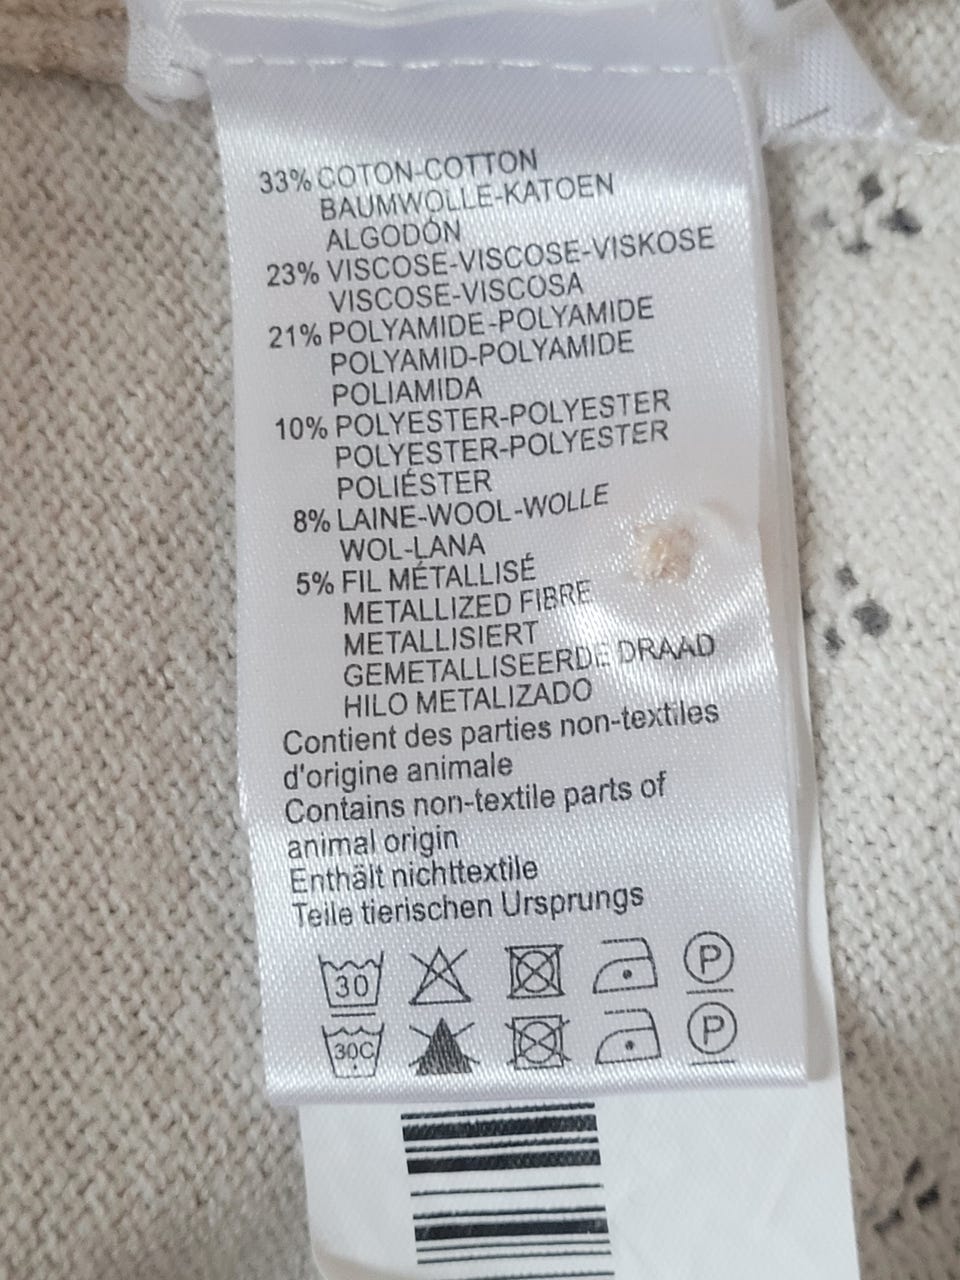 33% COTON-COTTON
BAUMWOLLE-KATOEN
ALGODÓN
23% VISCOSE-VISCOSE-VISKOSE
VISCOSE-VISCOSA
21% POLYAMIDE-POLYAMIDE
POLYAMID-POLYAMIDE
POLIAMIDA
10% POLYESTER-POLYESTER
POLYESTER-POLYESTER
POLIÉSTER
8% LAINE-WOOL-WOLLE
WOL-LANA
5% FIL MÉTALLISÉ
METALLIZED FIBRE
METALLISIERT
GEMETALLISEERDE DRAAD
HILO METALIZADO
Contient des parties non-textiles
d'origine animale
Contains non-textile parts of
animal origin
Enthält nichttextile
Teile tierischen Ursprungs
30 P
30C P